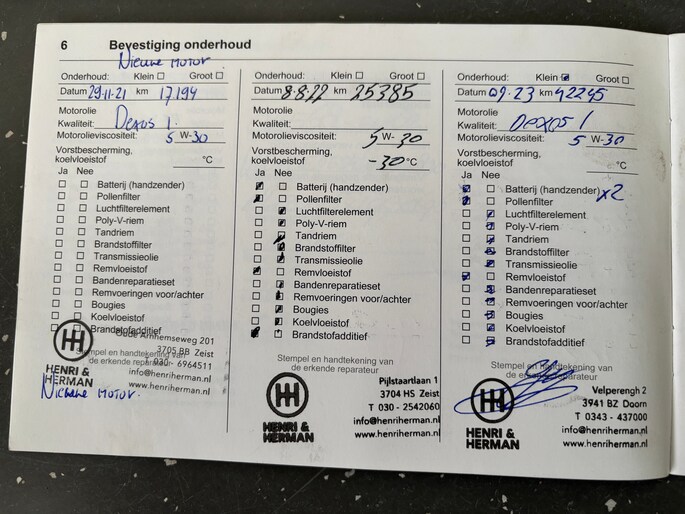 6 Bevestiging onderhoud
Nieuwe MOTOR
Onderhoud: Klein Groot
Datum 29-11-21 km 17194
Motorolie
Kwaliteit: Dexos 1.
Motorolieviscositeit: 5 W-30
Vorstbescherming,
koelvloeistof °C
Ja Nee
Batterij (handzender)
Pollenfilter
Luchtfilterelement
Poly-V-riem
Tandriem
Brandstoffilter
Transmissieolie
Remvloeistof
Bandenreparatieset
Remvoeringen voor/achter
Bougies
Koelvloeistof
Brandstofadditief
Oude Arnhemseweg 201
3705 BB Zeist
Stempel en handtekening van
T 030 - 6964511
de erkende reparateur
info@henriherman.nl
www.henriherman.nl
HENRI &
HERMAN
Nieuwe MOTOR.
Onderhoud: Klein Groot
Datum 8-8-22 km 25385
Motorolie
Kwaliteit:
Motorolieviscositeit: 5 W-30
Vorstbescherming,
koelvloeistof -30 °C
Ja Nee
Batterij (handzender)
Pollenfilter
Luchtfilterelement
Poly-V-riem
Tandriem
Brandstoffilter
Transmissieolie
Remvloeistof
Bandenreparatieset
Remvoeringen voor/achter
Bougies
Koelvloeistof
Brandstofadditief
Stempel en handtekening van
de erkende reparateur
Pijlstaartlaan 1
3704 HS Zeist
T 030 - 2542060
info@henriherman.nl
www.henriherman.nl
HENRI &
HERMAN
Onderhoud: Klein Groot
Datum 23 km 42245
Motorolie
Kwaliteit: Dexos 1
Motorolieviscositeit: 5 W-30
Vorstbescherming,
koelvloeistof °C
Ja Nee
Batterij (handzender) x2
Pollenfilter
Luchtfilterelement
Poly-V-riem
Tandriem
Brandstoffilter
Transmissieolie
Remvloeistof
Bandenreparatieset
Remvoeringen voor/achter
Bougies
Koelvloeistof
Brandstofadditief
Stempel en handtekening van
de erkende reparateur
Velperengh 2
3941 BZ Doorn
T 0343 - 437000
info@henriherman.nl
www.henriherman.nl
HENRI &
HERMAN